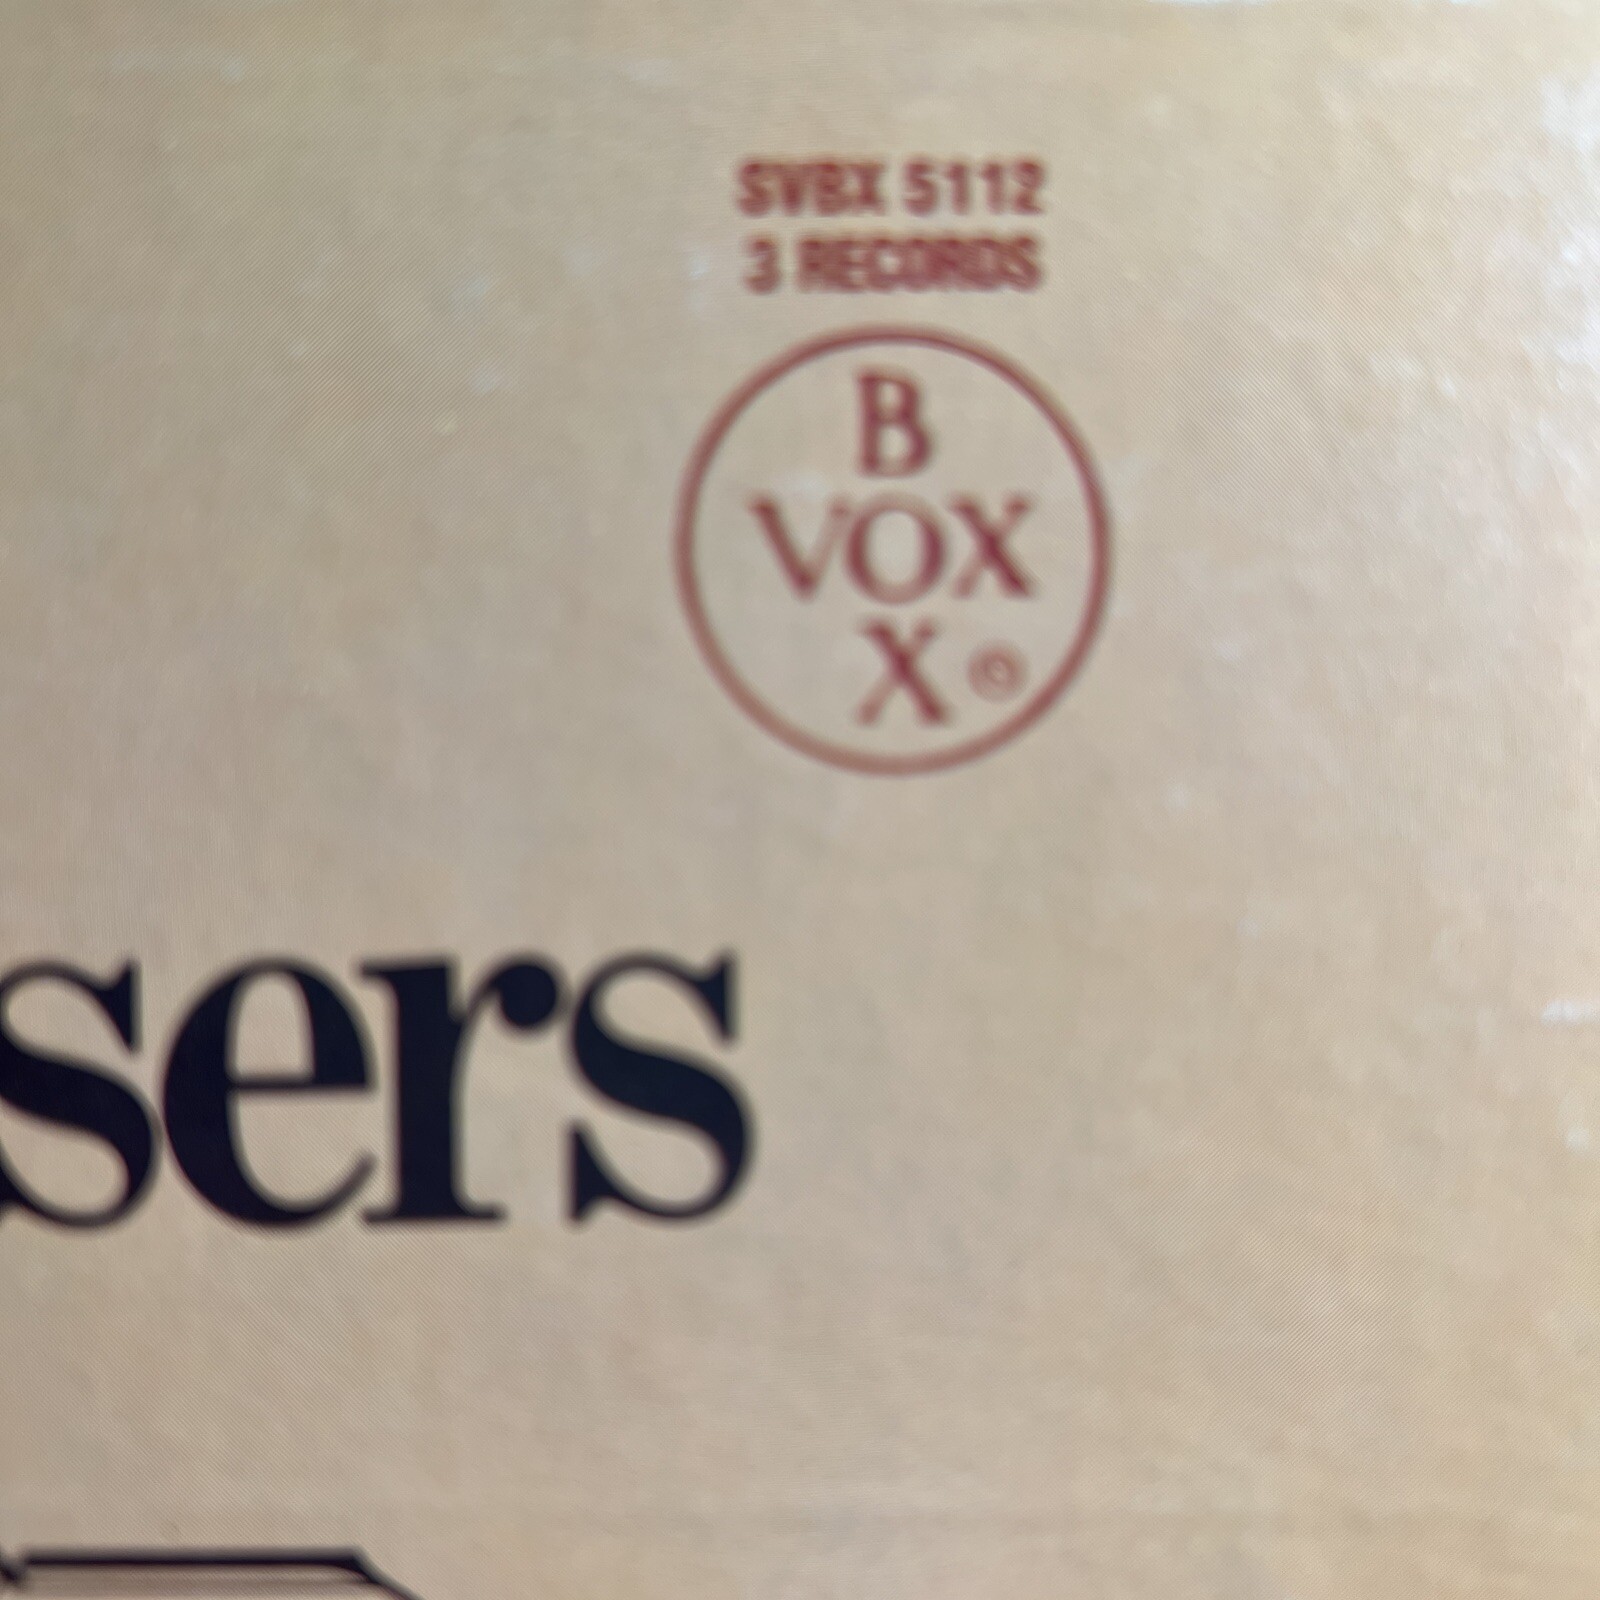 SVBX 5112
3 RECORDS
B
VOX
X ©
sers